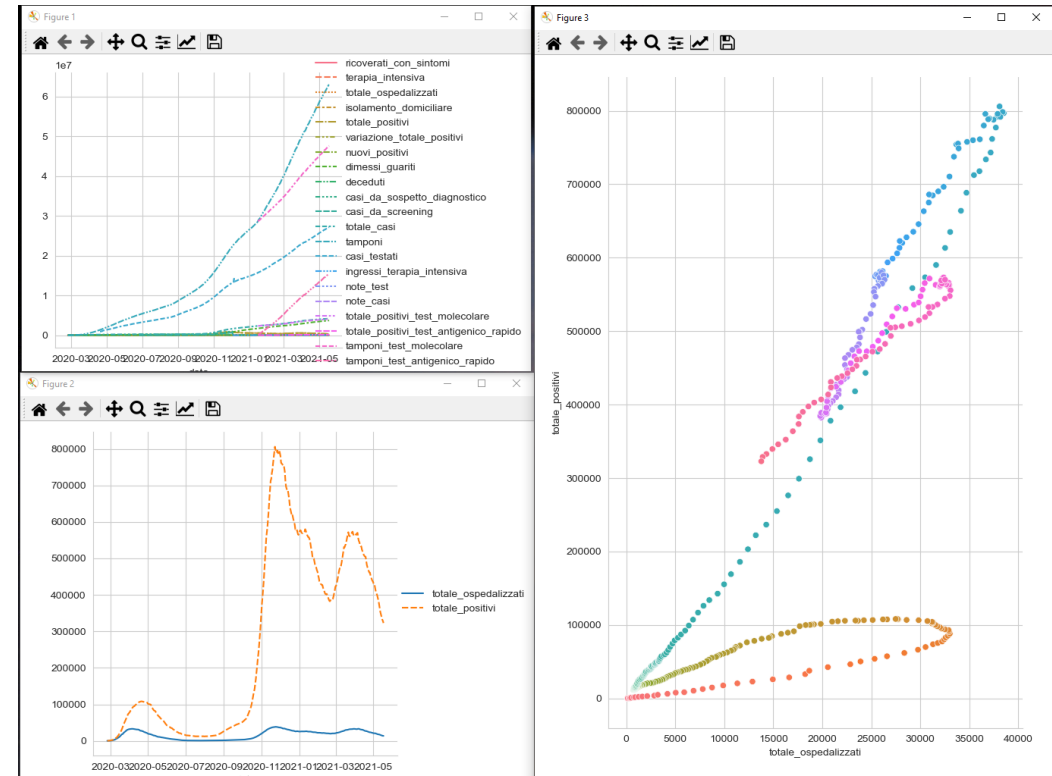 Figure 1
1e7
6
5
4
3
2
1
0
2020-03
2020-05
2020-07
2020-09
2020-11
2021-01
2021-03
2021-05
ricoverati_con_sintomi
terapia_intensiva
totale_ospedalizzati
isolamento_domiciliare
totale_positivi
variazione_totale_positivi
nuovi_positivi
dimessi_guariti
deceduti
casi_da_sospetto_diagnostico
casi_da_screening
totale_casi
tamponi
casi_testati
ingressi_terapia_intensiva
note_test
note_casi
totale_positivi_test_molecolare
totale_positivi_test_antigenico_rapido
tamponi_test_molecolare
tamponi_test_antigenico_rapido
Figure 2
800000
700000
600000
500000
400000
300000
200000
100000
0
2020-03
2020-05
2020-07
2020-09
2020-11
2021-01
2021-03
2021-05
totale_ospedalizzati
totale_positivi
Figure 3
800000
700000
600000
500000
400000
300000
200000
100000
0
totale_positivi
0 5000 10000 15000 20000 25000 30000 35000 40000
totale_ospedalizzati